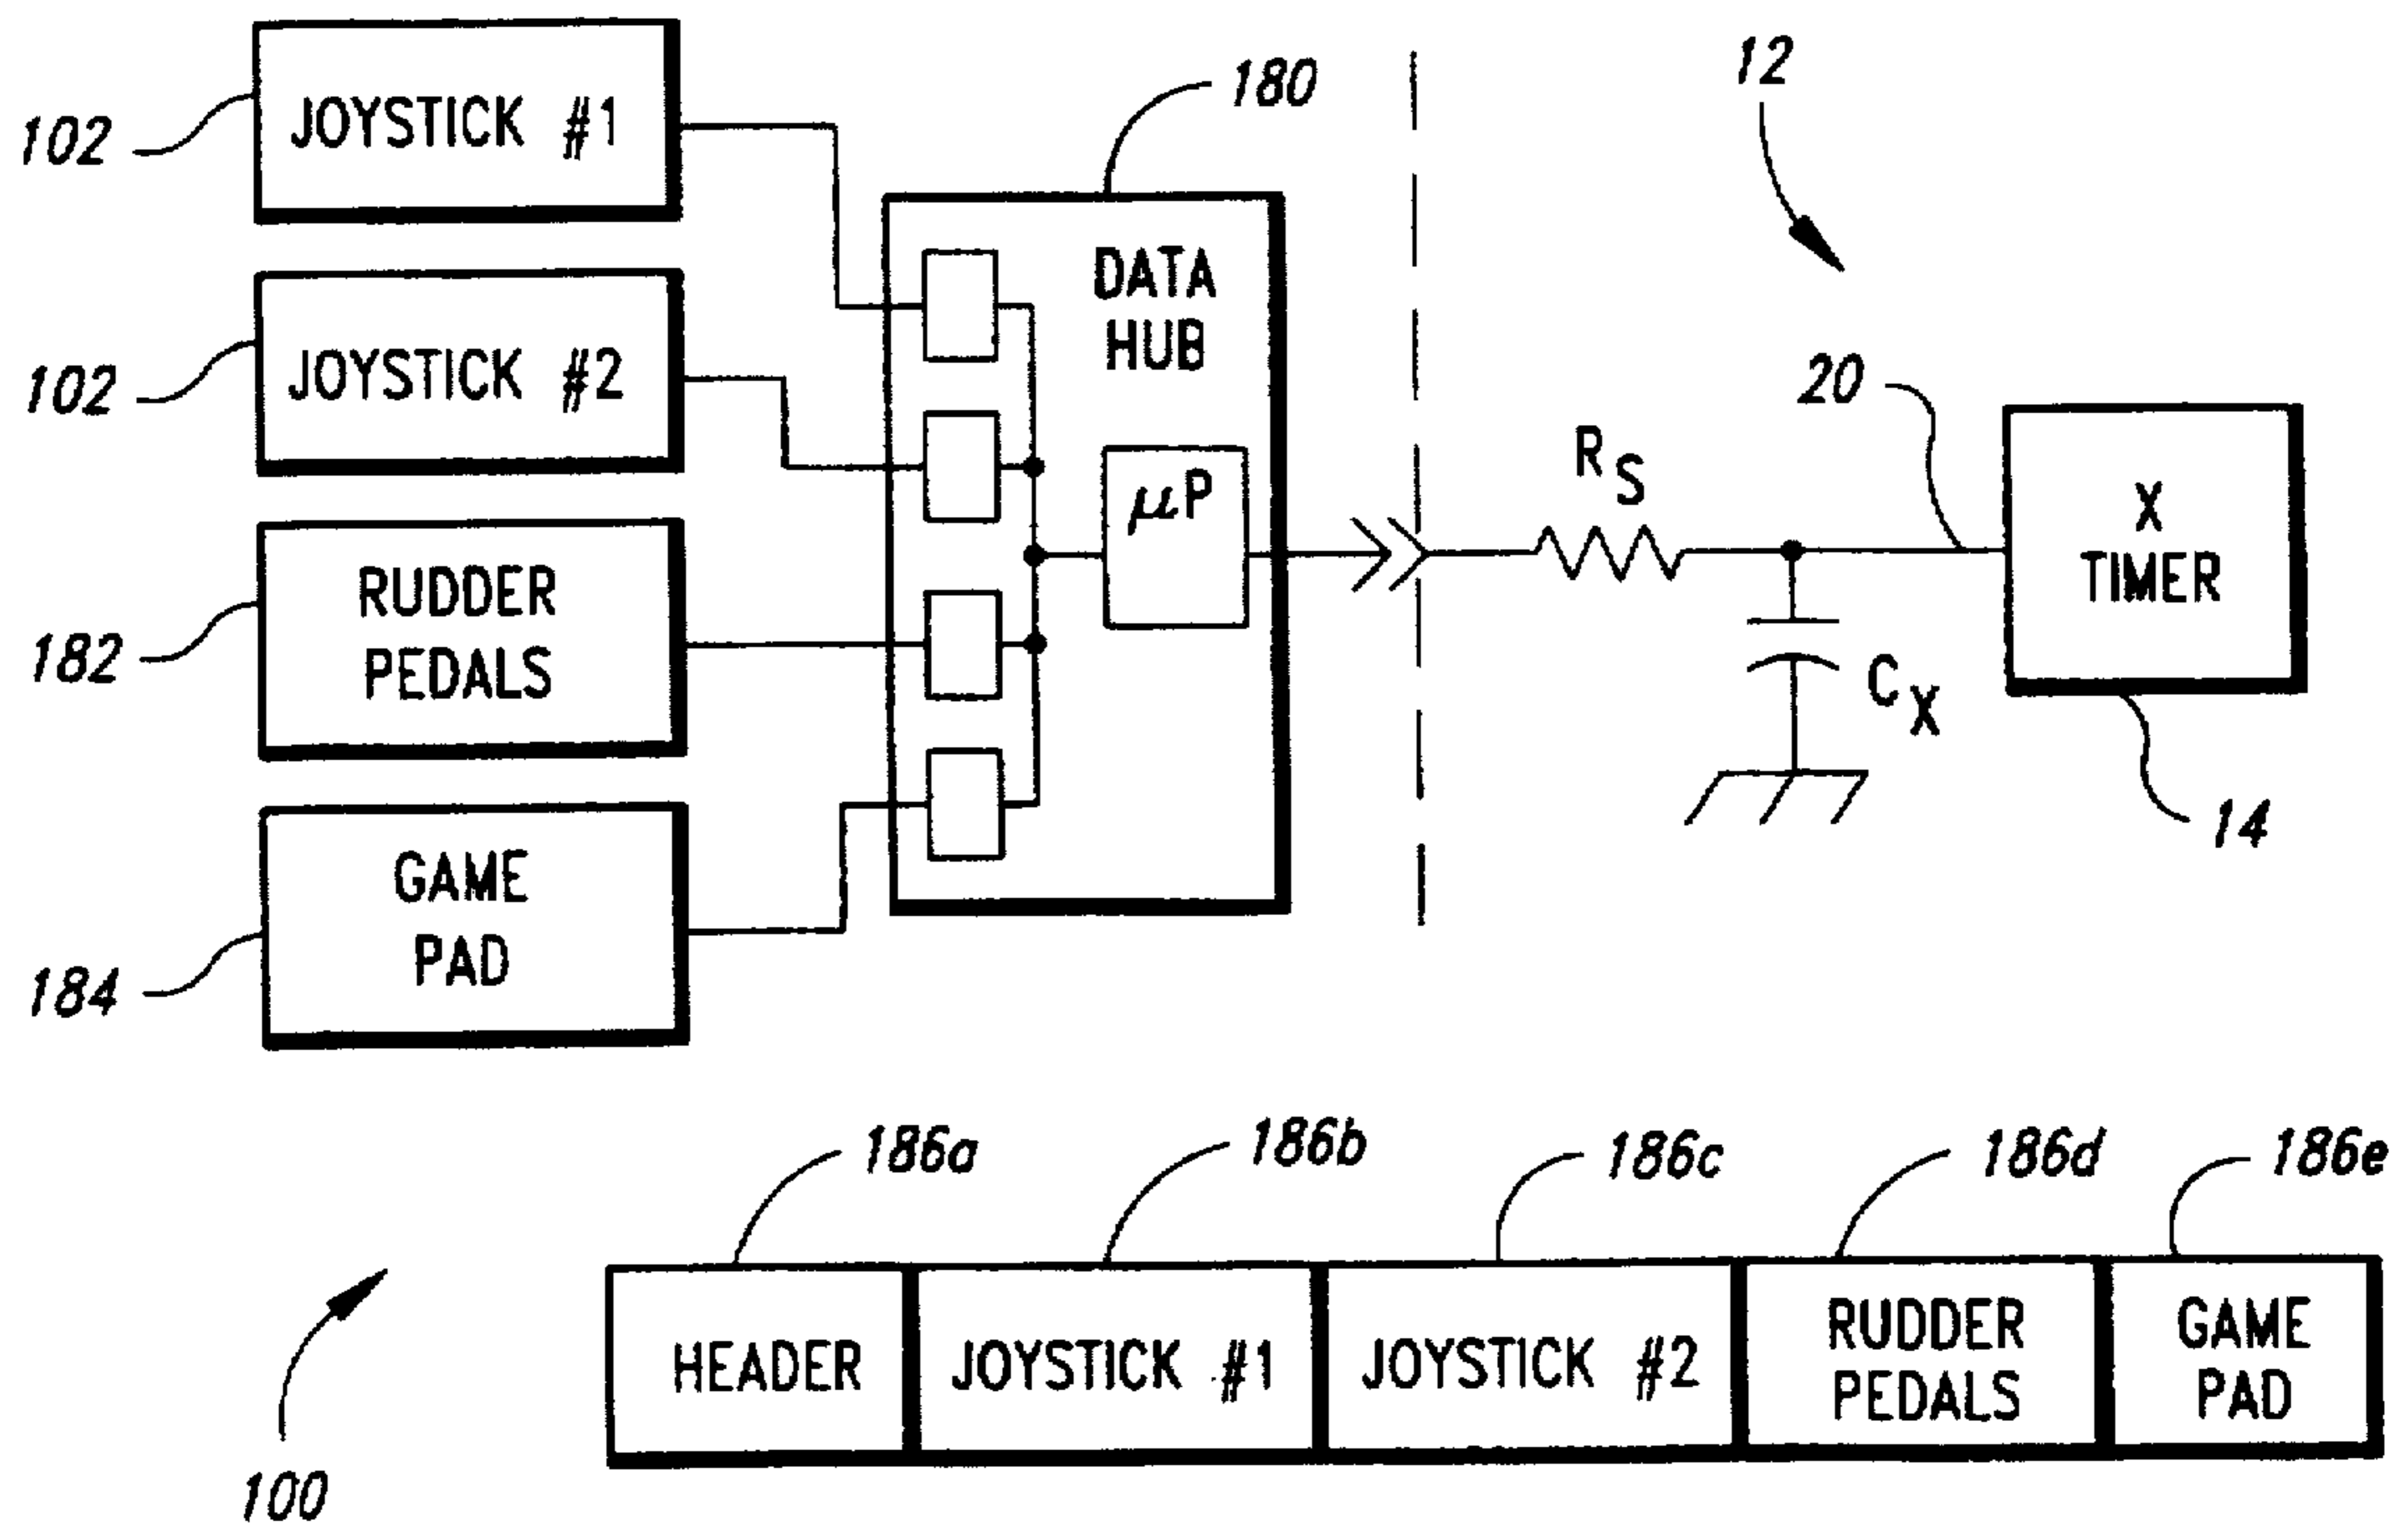 102
JOYSTICK #1
102
JOYSTICK #2
182
RUDDER
PEDALS
184
GAME
PAD
180
DATA
HUB
μP
12
20
R S
X
TIMER
C X
14
186a
186b
186c
186d
186e
100
HEADER
JOYSTICK #1
JOYSTICK #2
RUDDER
PEDALS
GAME
PAD